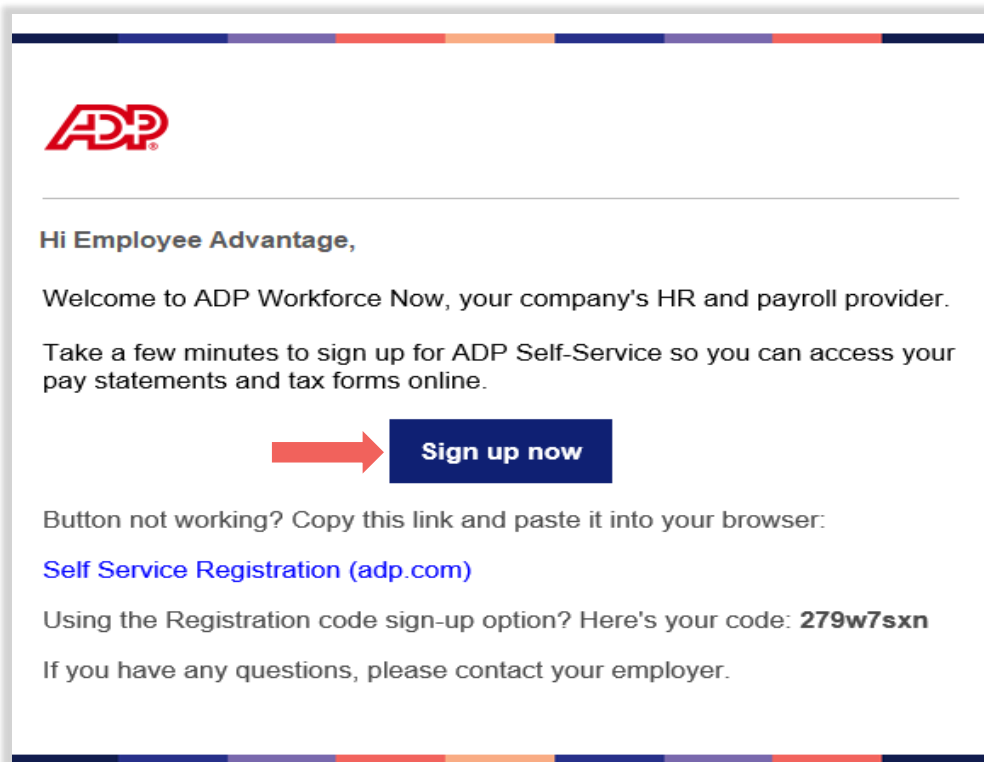 ADP®
Hi Employee Advantage,
Welcome to ADP Workforce Now, your company's HR and payroll provider.
Take a few minutes to sign up for ADP Self-Service so you can access your
pay statements and tax forms online.
Sign up now
Button not working? Copy this link and paste it into your browser:
Self Service Registration (adp.com)
Using the Registration code sign-up option? Here's your code: 279w7sxn
If you have any questions, please contact your employer.